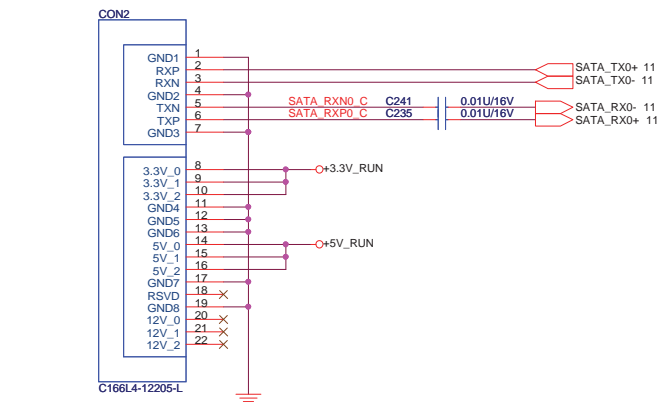 CON2
GND1 1
RXP 2 SATA_TX0+ 11
RXN 3 SATA_TX0- 11
GND2 4
TXN 5 SATA_RXN0_C C241 0.01U/16V SATA_RX0- 11
TXP 6 SATA_RXP0_C C235 0.01U/16V SATA_RX0+ 11
GND3 7
3.3V_0 8 +3.3V_RUN
3.3V_1 9
3.3V_2 10
GND4 11
GND5 12
GND6 13
5V_0 14 +5V_RUN
5V_1 15
5V_2 16
GND7 17
RSVD 18
GND8 19
12V_0 20
12V_1 21
12V_2 22
C166L4-12205-L